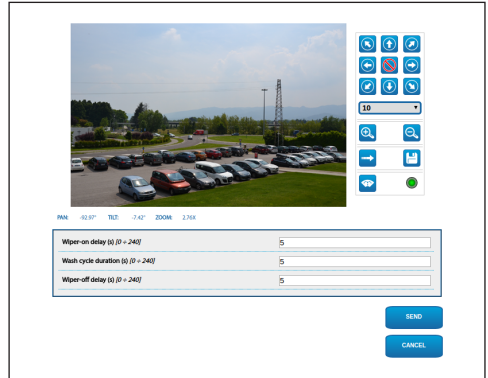 10
PAN: -92.97° TILT: -7.42° ZOOM: 2.76X
Wiper-on delay (s) [0 ÷ 240] 5
Wash cycle duration (s) [0 ÷ 240] 5
Wiper-off delay (s) [0 ÷ 240] 5
SEND
CANCEL